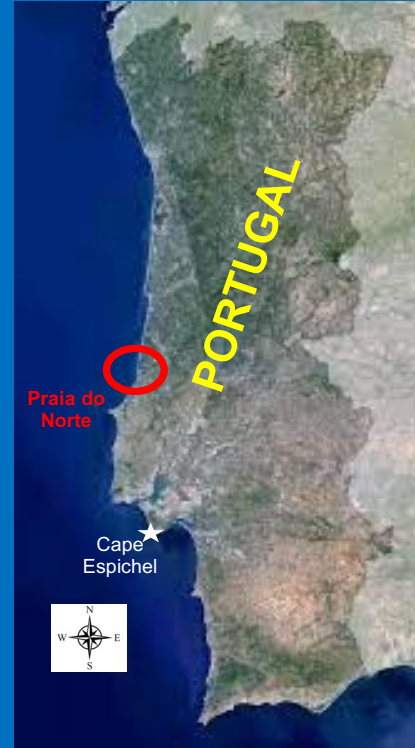 PORTUGAL
Praia do
Norte
Cape
Espichel
N
W E
S